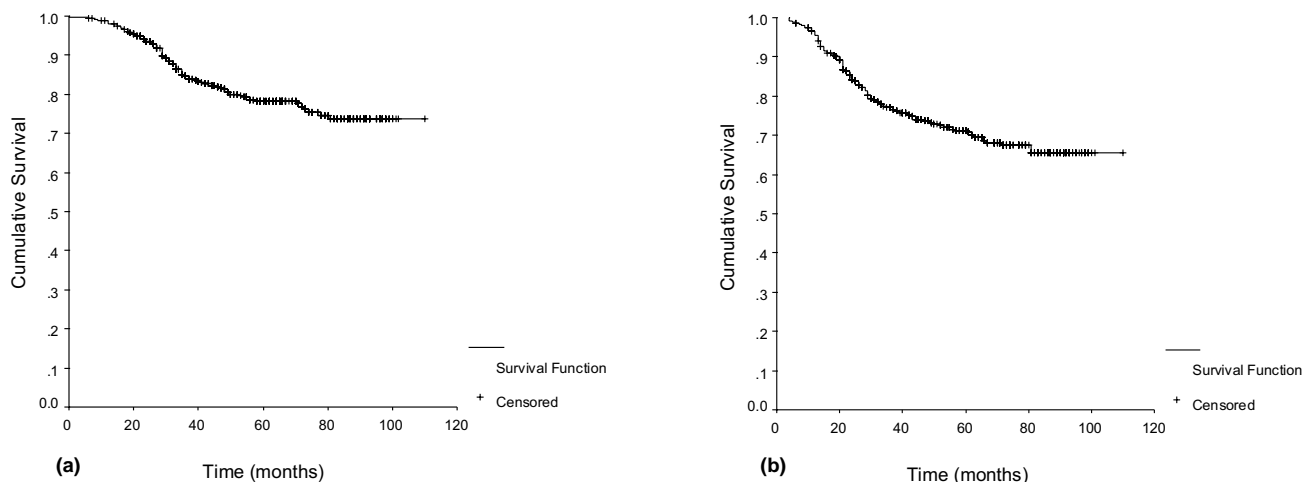 1.0
.9
.8
.7
.6
.5
.4
.3
.2
.1
0.0
Cumulative Survival
0 20 40 60 80 100 120
Time (months)
(a)
Survival Function
+ Censored
1.0
.9
.8
.7
.6
.5
.4
.3
.2
.1
0.0
Cumulative Survival
0 20 40 60 80 100 120
Time (months)
(b)
Survival Function
+ Censored